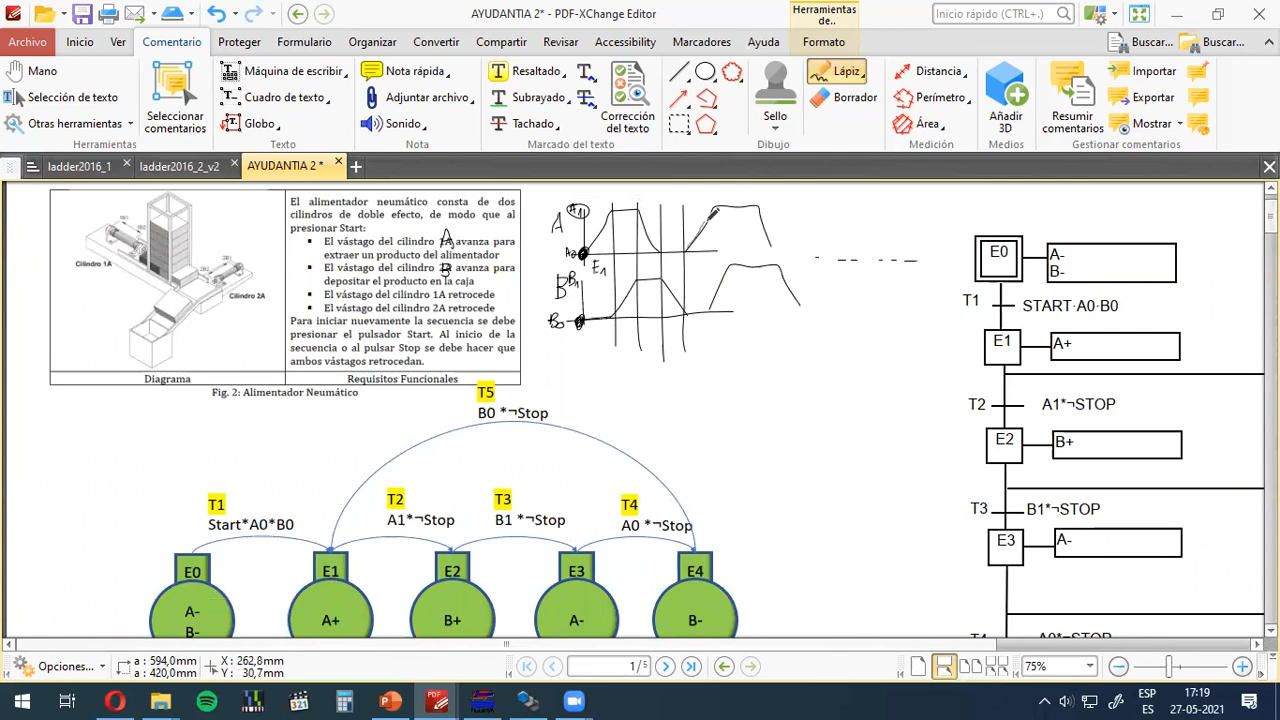 AYUDANTIA 2 * - PDF-XChange Editor
Herramientas de..
Inicio rápido (CTRL+.)
Archivo
Inicio
Ver
Comentario
Proteger
Formulario
Organizar
Convertir
Compartir
Revisar
Accessibility
Marcadores
Ayuda
Formato
Buscar...
Buscar...
Mano
Selección de texto
Otras herramientas
Herramientas
Seleccionar comentarios
Máquina de escribir
Cuadro de texto
Globo
Nota rápida
Adjuntar archivo
Sonido
Nota
Resaltado
Subrayado
Tachado
Corrección del texto
Marcado del texto
Dibujo
Sello
Lápiz
Borrador
Distancia
Perímetro
Área
Medición
Añadir 3D
Medios
Resumir comentarios
Importar
Exportar
Mostrar
Gestionar comentarios
ladder2016_1
ladder2016_2_v2
AYUDANTIA 2 *
Cilindro 1A
Cilindro 2A
El alimentador neumático consta de dos
cilindros de doble efecto, de modo que al
presionar Start:
El vástago del cilindro 1A avanza para
extraer un producto del alimentador
El vástago del cilindro B avanza para
depositar el producto en la caja
El vástago del cilindro 1A retrocede
El vástago del cilindro 2A retrocede
Para iniciar nuevamente la secuencia se debe
presionar el pulsador Start. Al inicio de la
secuencia o al pulsar Stop se debe hacer que
ambos vástagos retrocedan.
Diagrama
Requisitos Funcionales
Fig. 2: Alimentador Neumático
A
A1
A0
E1
B
B1
B0
T5
B0 *¬Stop
T1
Start*A0*B0
T2
A1*¬Stop
T3
B1 *¬Stop
T4
A0 *¬Stop
E0
E1
E2
E3
E4
A-
B-
A+
B+
A-
B-
E0
A-
B-
T1
START·A0·B0
E1
A+
T2
A1*¬STOP
E2
B+
T3
B1*¬STOP
E3
A-
T4
A0*¬STOP
Opciones...
a : 594,0mm
a : 420,0mm
X : 262,8mm
Y : 30,7mm
1 / 5
75%
ESP
ES
17:19
27-05-2021